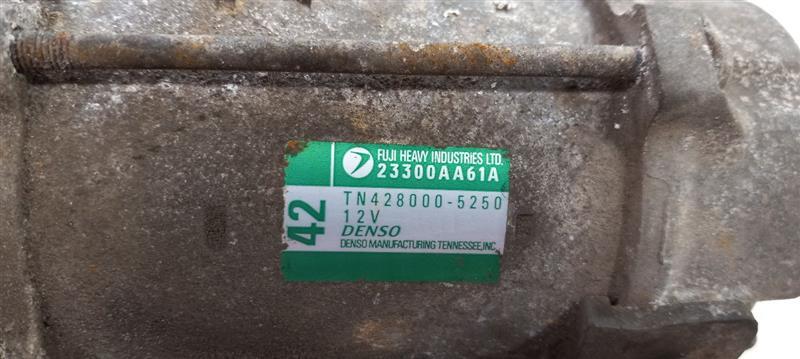 FUJI HEAVY INDUSTRIES LTD.
23300AA61A
42
TN428000-5250
12V
DENSO
DENSO MANUFACTURING TENNESSEE,INC